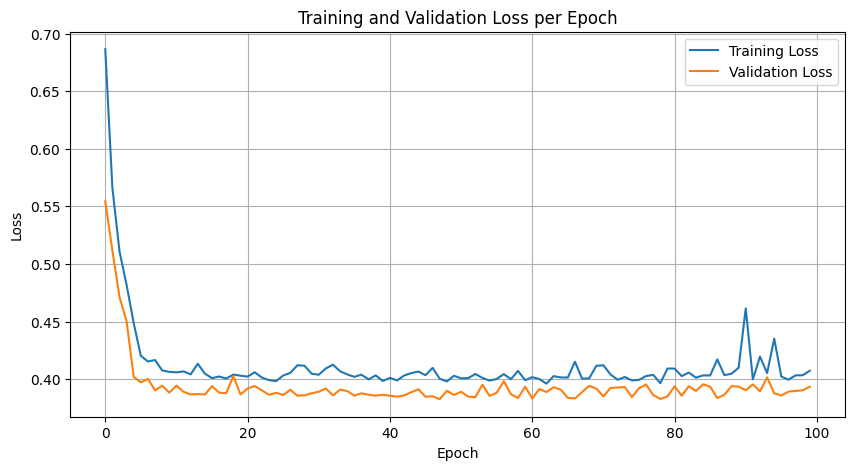 Training and Validation Loss per Epoch
Training Loss
Validation Loss
Loss
0.70
0.65
0.60
0.55
0.50
0.45
0.40
0
20
40
60
80
100
Epoch